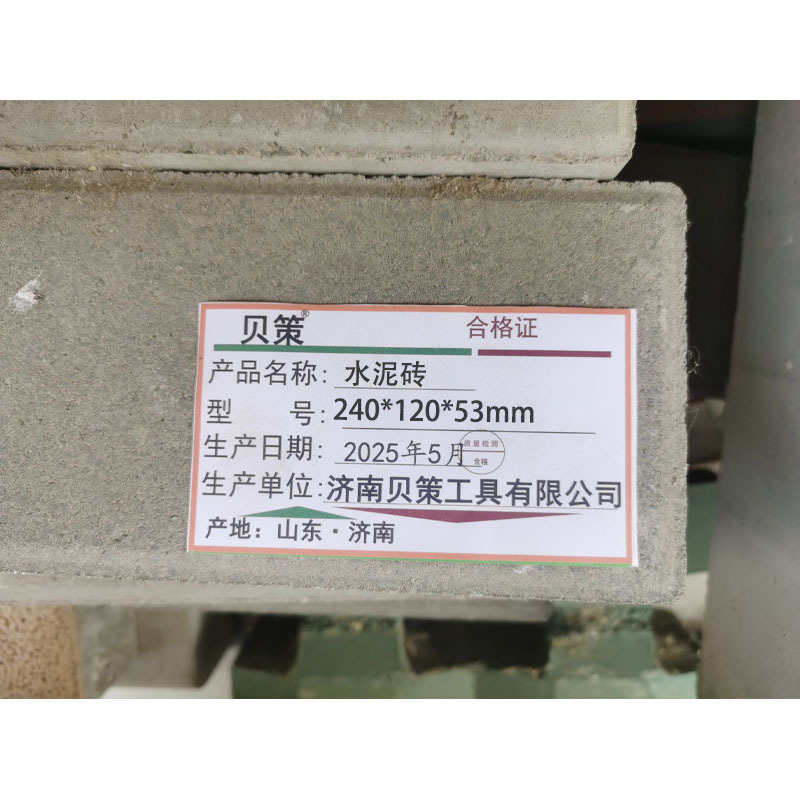 贝策® 合格证
产品名称: 水泥砖
型 号: 240*120*53mm
生产日期: 2025年5月
质量检测
合格
生产单位: 济南贝策工具有限公司
产地: 山东·济南